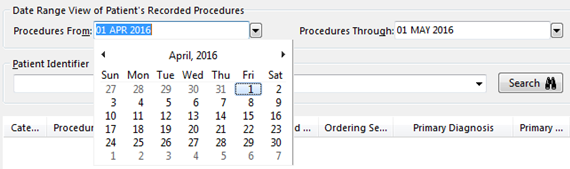 Date Range View of Patient's Recorded Procedures
Procedures From: 01 APR 2016 Procedures Through: 01 MAY 2016
April, 2016
Patient Identifier
Sun Mon Tue Wed Thu Fri Sat
27 28 29 30 31 1 2
Search
3 4 5 6 7 8 9
10 11 12 13 14 15 16
Cate... Procedur d ... Ordering Se... Primary Diagnosis Primary ...
17 18 19 20 21 22 23
24 25 26 27 28 29 30
1 2 3 4 5 6 7